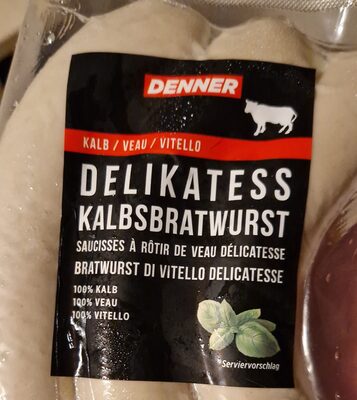 DENNER
KALB / VEAU / VITELLO
DELIKATESS
KALBSBRATWURST
SAUCISSES À RÔTIR DE VEAU DÉLICATESSE
BRATWURST DI VITELLO DELICATESSE
100% KALB
100% VEAU
100% VITELLO
*Serviervorschlag